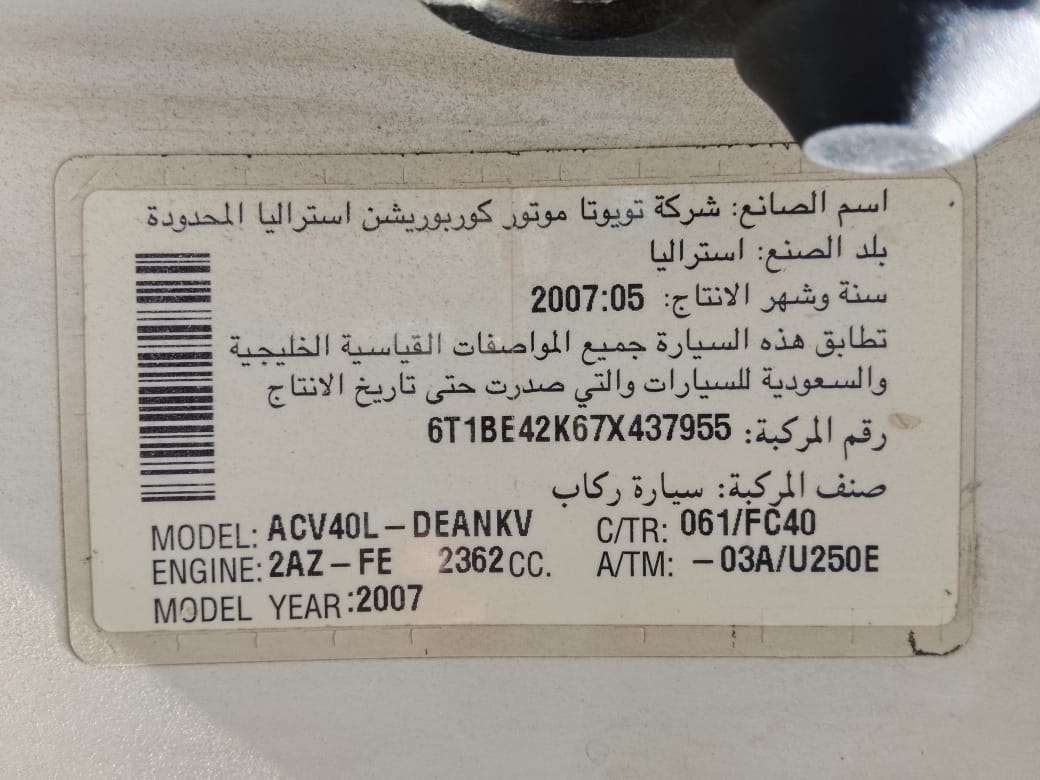 اسم الصانع: شركة تويوتا موتور كوربوريشن استراليا المحدودة
بلد الصنع: استراليا
سنة وشهر الانتاج: 2007:05
تطابق هذه السيارة جميع المواصفات القياسية الخليجية
والسعودية للسيارات والتي صدرت حتى تاريخ الانتاج
رقم المركبة: 6T1BE42K67X437955
صنف المركبة: سيارة ركاب
MODEL: ACV40L-DEANKV C/TR: 061/FC40
ENGINE: 2AZ-FE 2362 CC. A/TM: -03A/U250E
MODEL YEAR: 2007